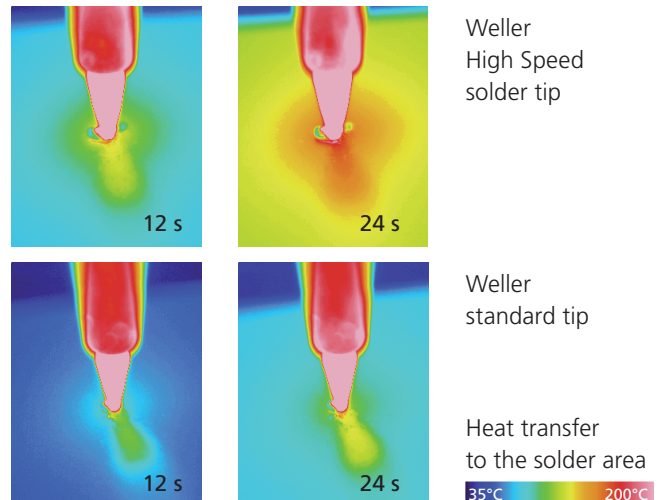 Weller
High Speed
solder tip
12 s
24 s
Weller
standard tip
12 s
24 s
Heat transfer
to the solder area
35°C
200°C